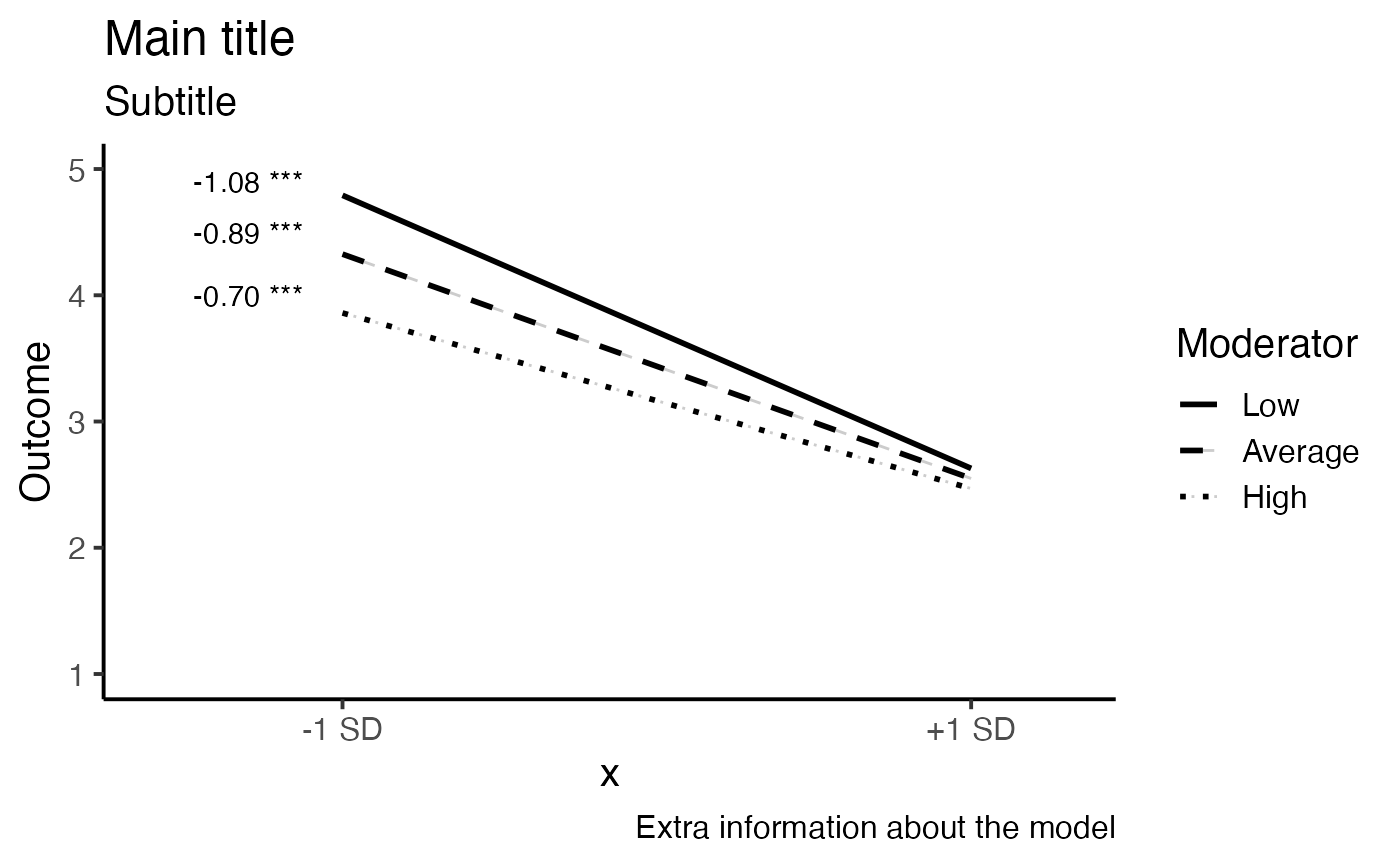 Main title
Subtitle
Outcome
5
4
3
2
1
-1.08 ***
-0.89 ***
-0.70 ***
-1 SD
+1 SD
x
Moderator
Low
Average
High
Extra information about the model